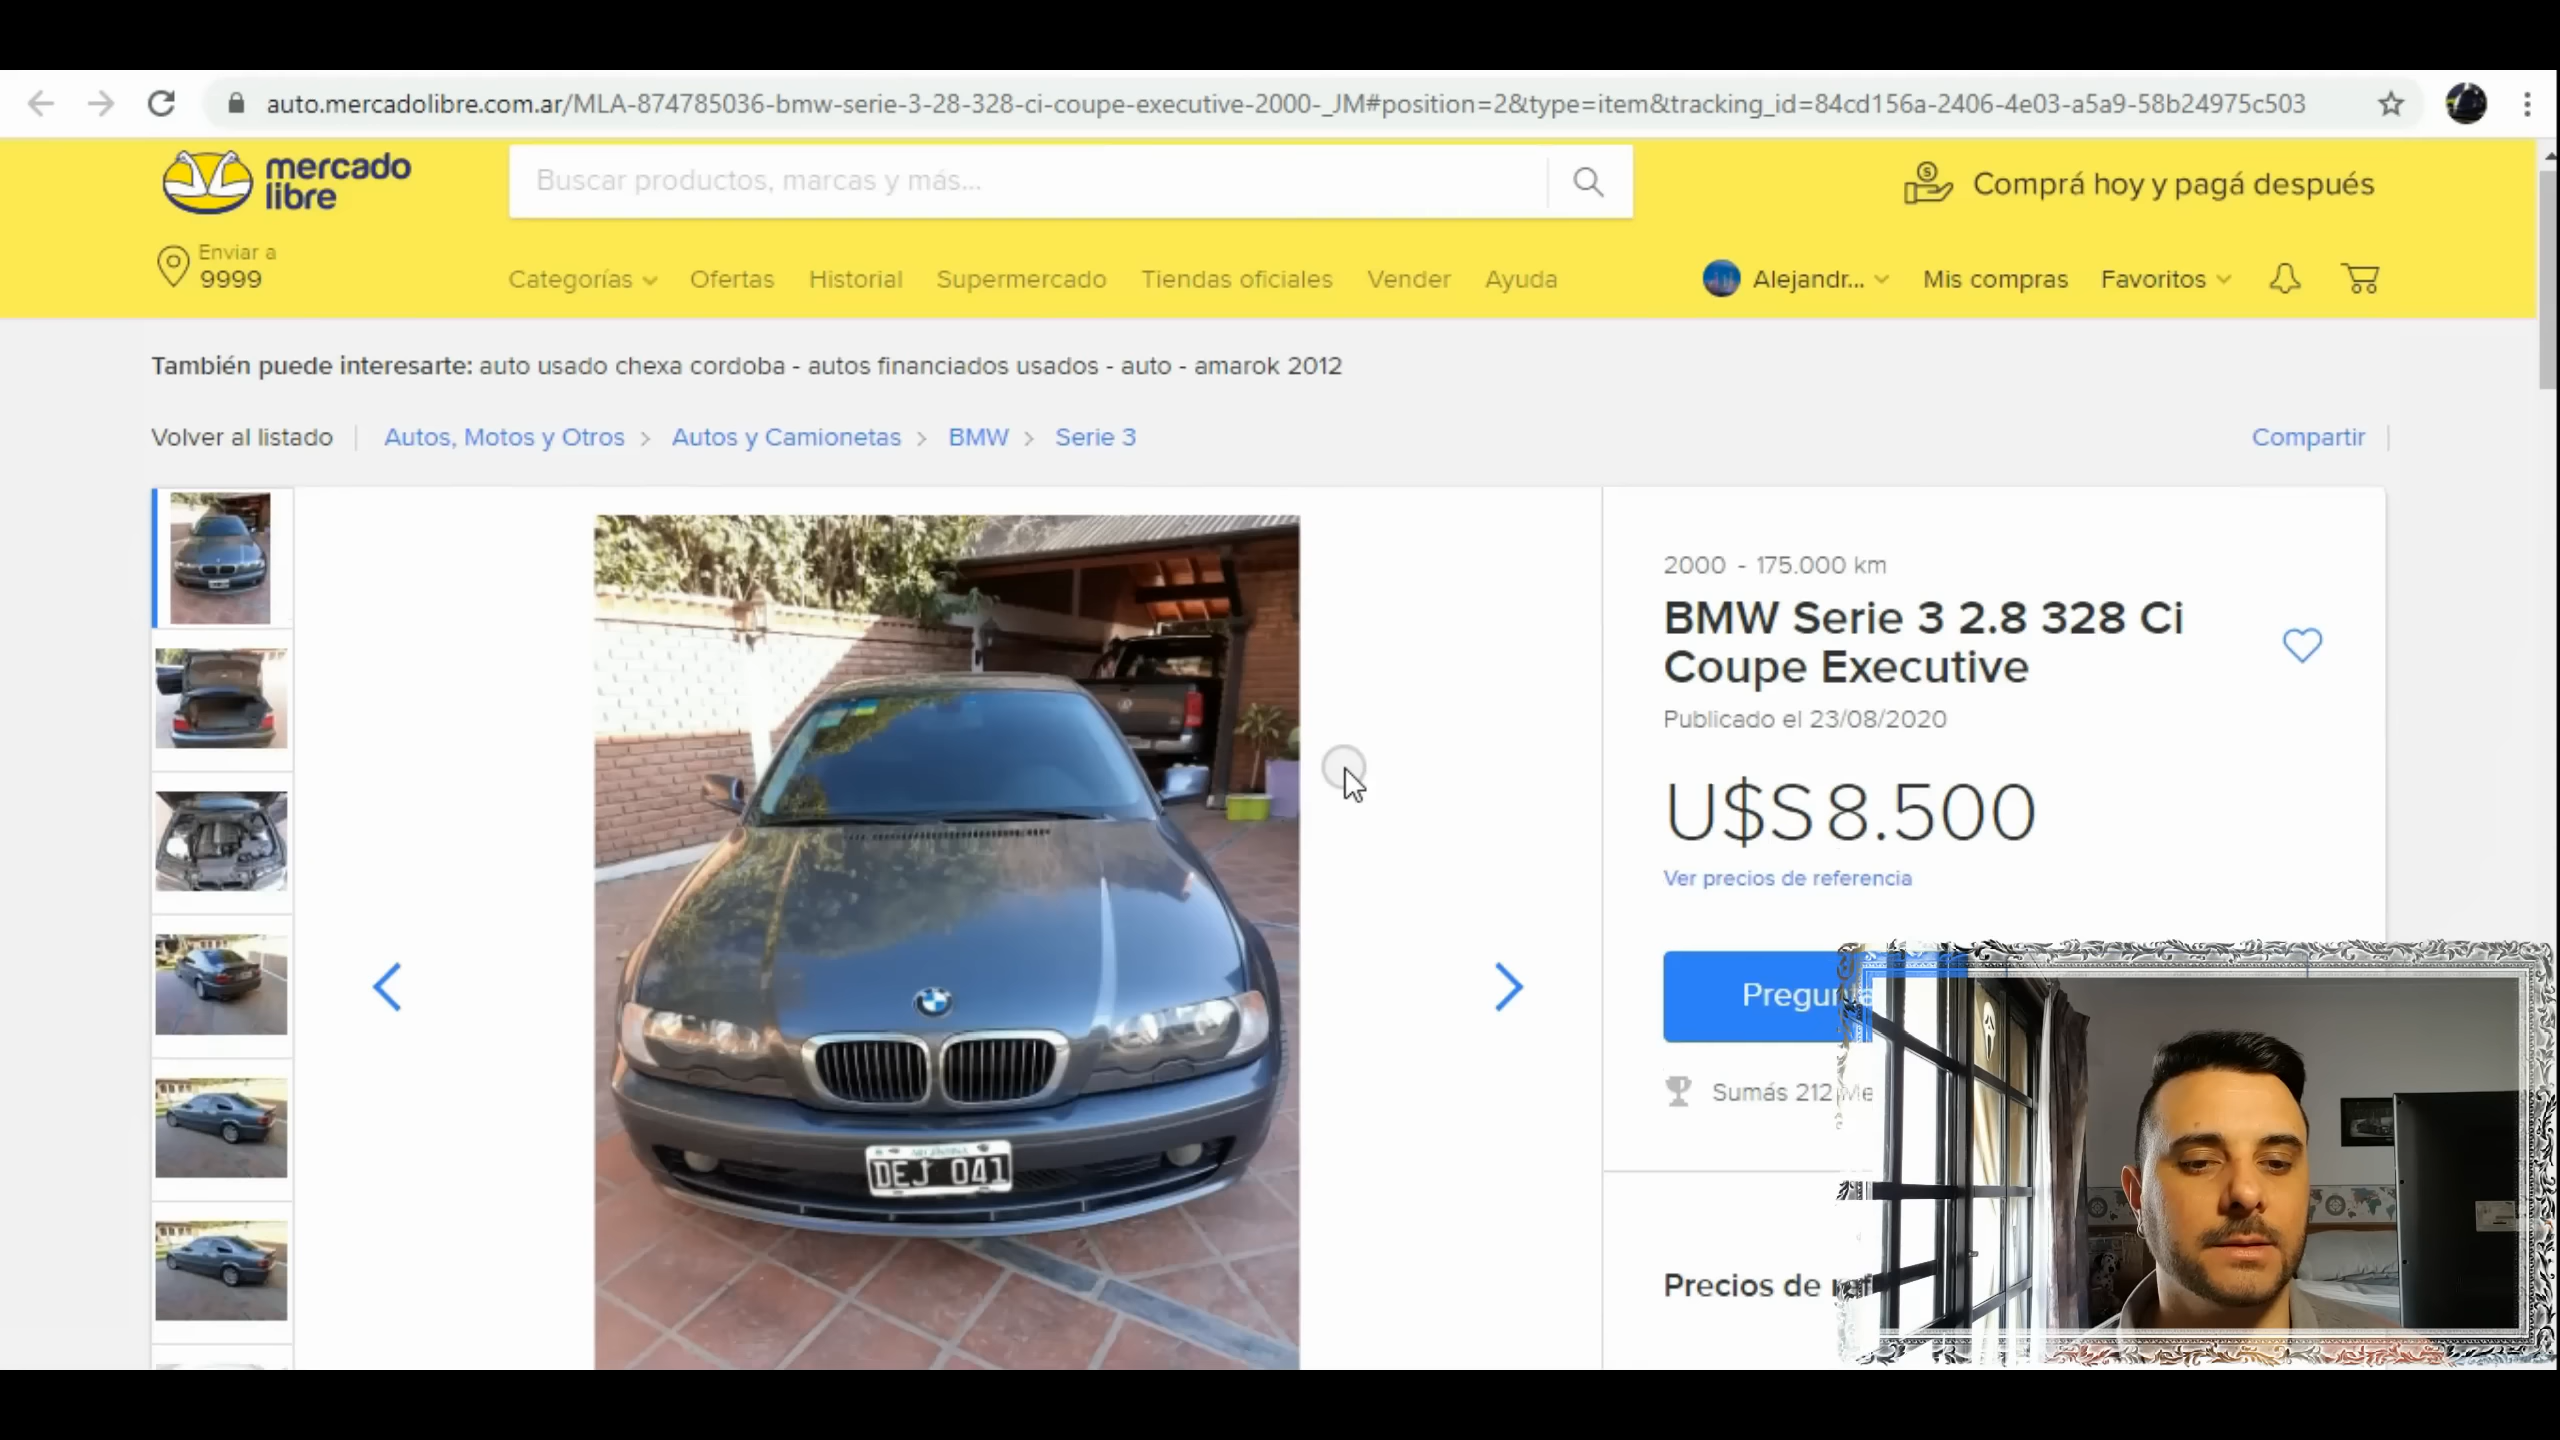 auto.mercadolibre.com.ar/MLA-874785036-bmw-serie-3-28-328-ci-coupe-executive-2000-_JM#position=2&type=item&tracking_id=84cd156a-2406-4e03-a5a9-58b24975c503
mercado
libre
Buscar productos, marcas y más...
Comprá hoy y pagá después
Enviar a
9999
Categorías Ofertas Historial Supermercado Tiendas oficiales Vender Ayuda
Alejandr... Mis compras Favoritos
También puede interesarte: auto usado chexa cordoba - autos financiados usados - auto - amarok 2012
Volver al listado Autos, Motos y Otros > Autos y Camionetas > BMW > Serie 3
Compartir
2000 - 175.000 km
BMW Serie 3 2.8 328 Ci
Coupe Executive
Publicado el 23/08/2020
U$S 8.500
Ver precios de referencia
Sumás 212
Precios de
ARGENTINA
DEJ 041